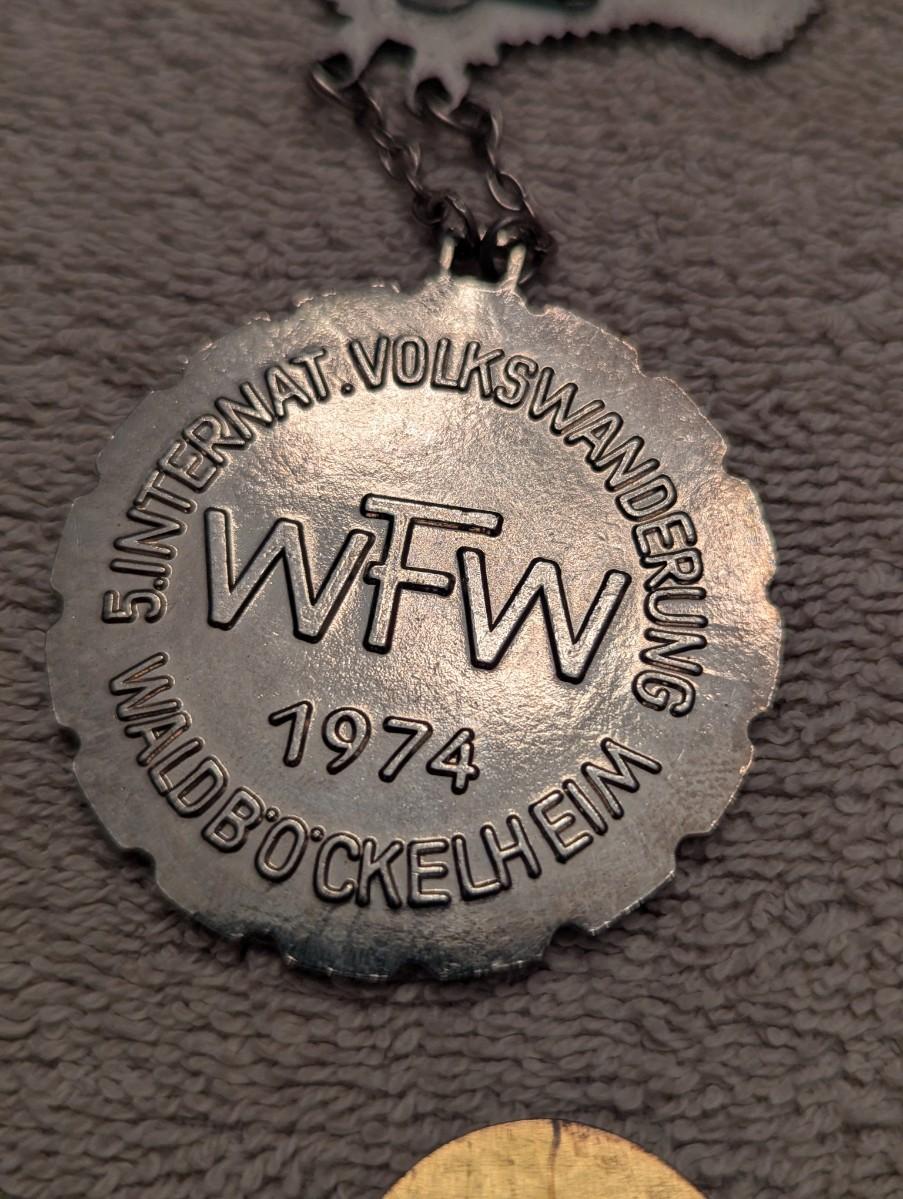 5.INTERNAT.VOLKSWANDERUNG
WFW
1974
WALDBÖCKELHEIM